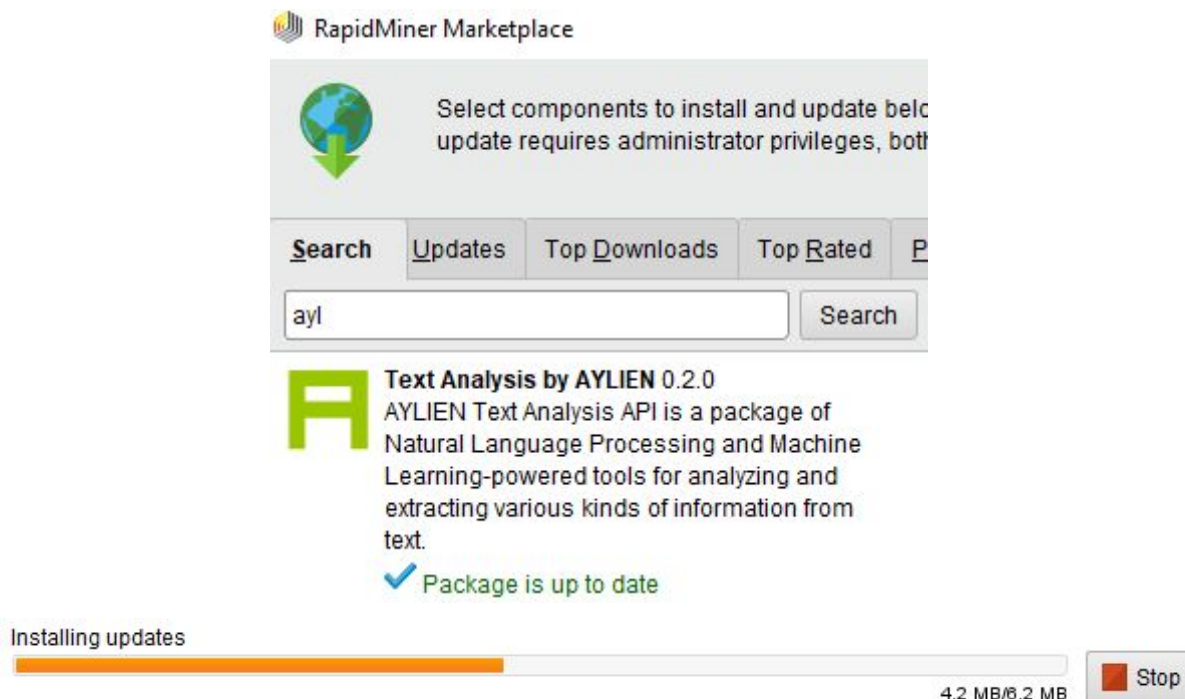 RapidMiner Marketplace
Select components to install and update belo
update requires administrator privileges, both
Search Updates Top Downloads Top Rated P
ayl Search
Text Analysis by AYLIEN 0.2.0
AYLIEN Text Analysis API is a package of
Natural Language Processing and Machine
Learning-powered tools for analyzing and
extracting various kinds of information from
text.
Package is up to date
Installing updates
4.2 MB/6.2 MB
Stop